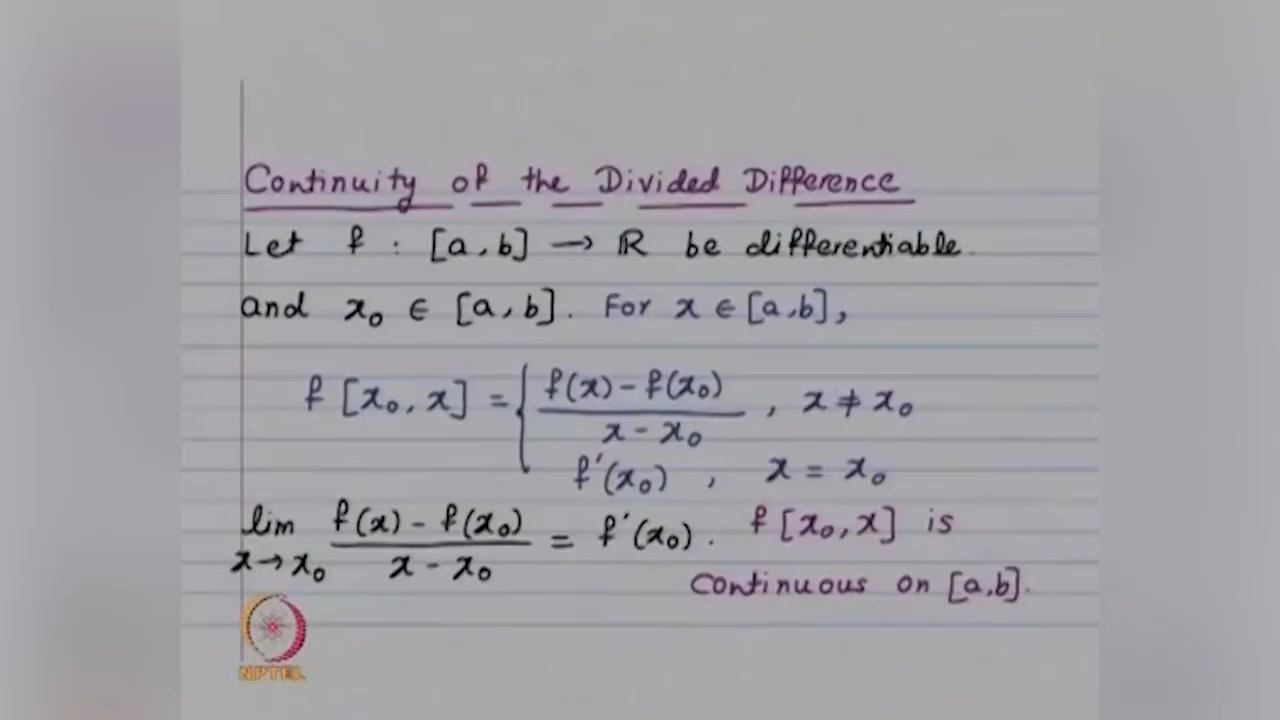 Continuity of the Divided Difference
Let f : [a, b] → ℝ be differentiable
and x₀ ∈ [a, b]. For x ∈ [a, b],
f [x₀, x] = { (f(x) - f(x₀)) / (x - x₀) , x ≠ x₀
f'(x₀) , x = x₀
lim x→x₀ (f(x) - f(x₀)) / (x - x₀) = f'(x₀). f [x₀, x] is
continuous on [a, b].
NPTEL